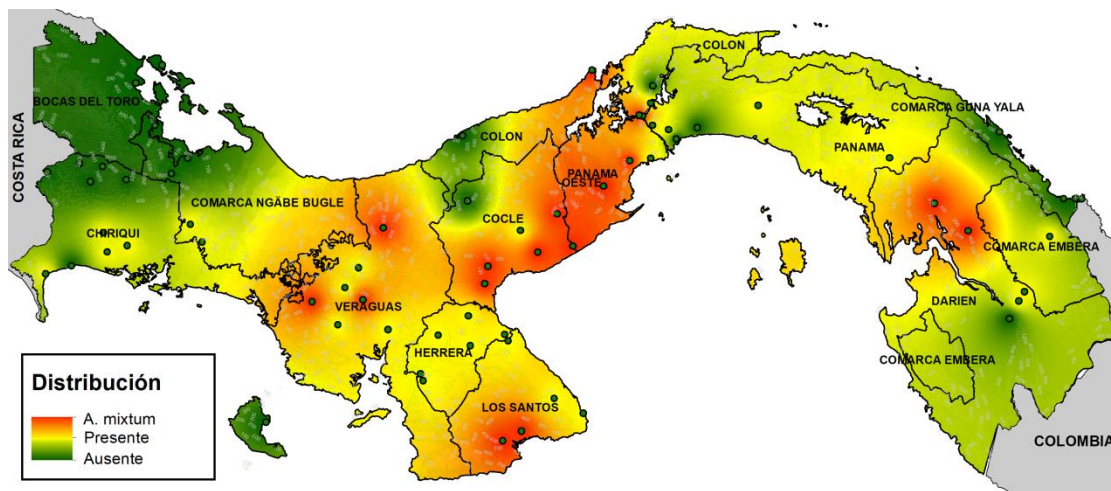 COLON
BOCAS DEL TORO
COMARCA GUNA YALA
COSTA RICA
COLON
PANAMA
PANAMA
OESTE
COMARCA NGÄBE BUGLE
COCLE
CHIRIQUI
COMARCA EMBERA
VERAGUAS
DARIEN
HERRERA
COMARCA EMBERA
LOS SANTOS
COLOMBIA
Distribución
A. mixtum
Presente
Ausente